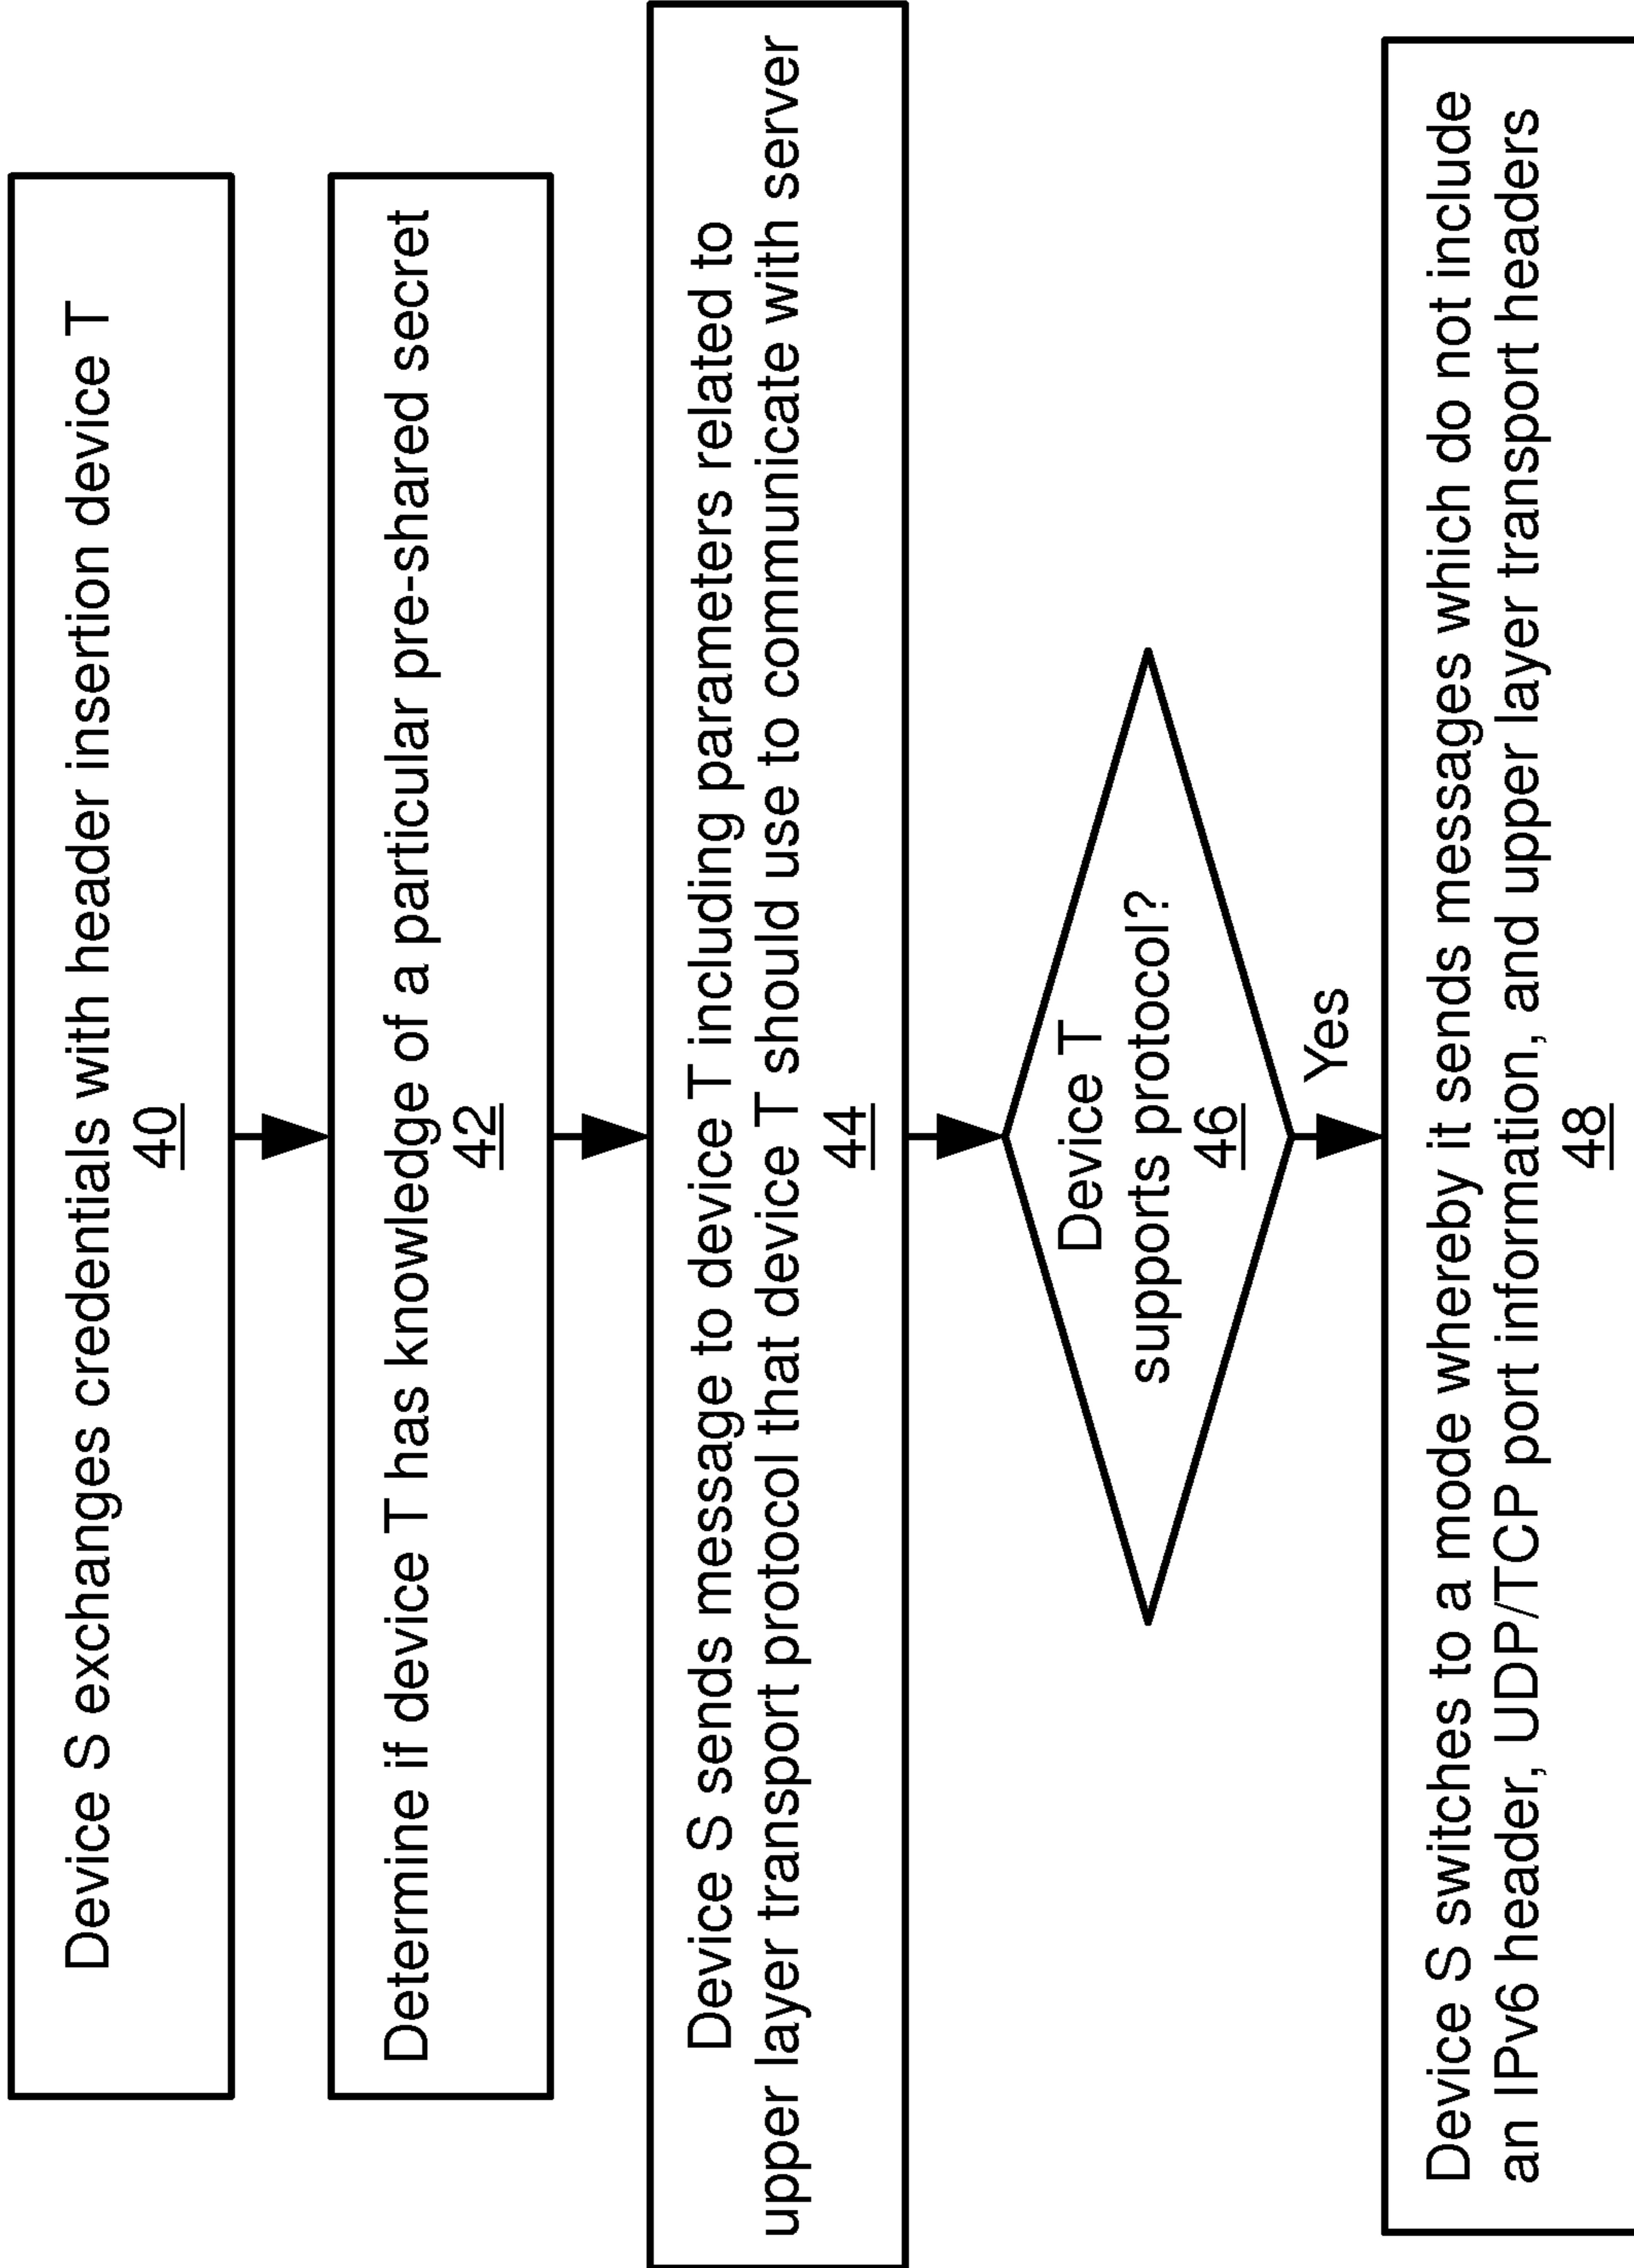 Device S exchanges credentials with header insertion device T
40
Determine if device T has knowledge of a particular pre-shared secret
42
Device S sends message to device T including parameters related to
upper layer transport protocol that device T should use to communicate with server
44
Device T
supports protocol?
46
Yes
Device S switches to a mode whereby it sends messages which do not include
an IPv6 header, UDP/TCP port information, and upper layer transport headers
48